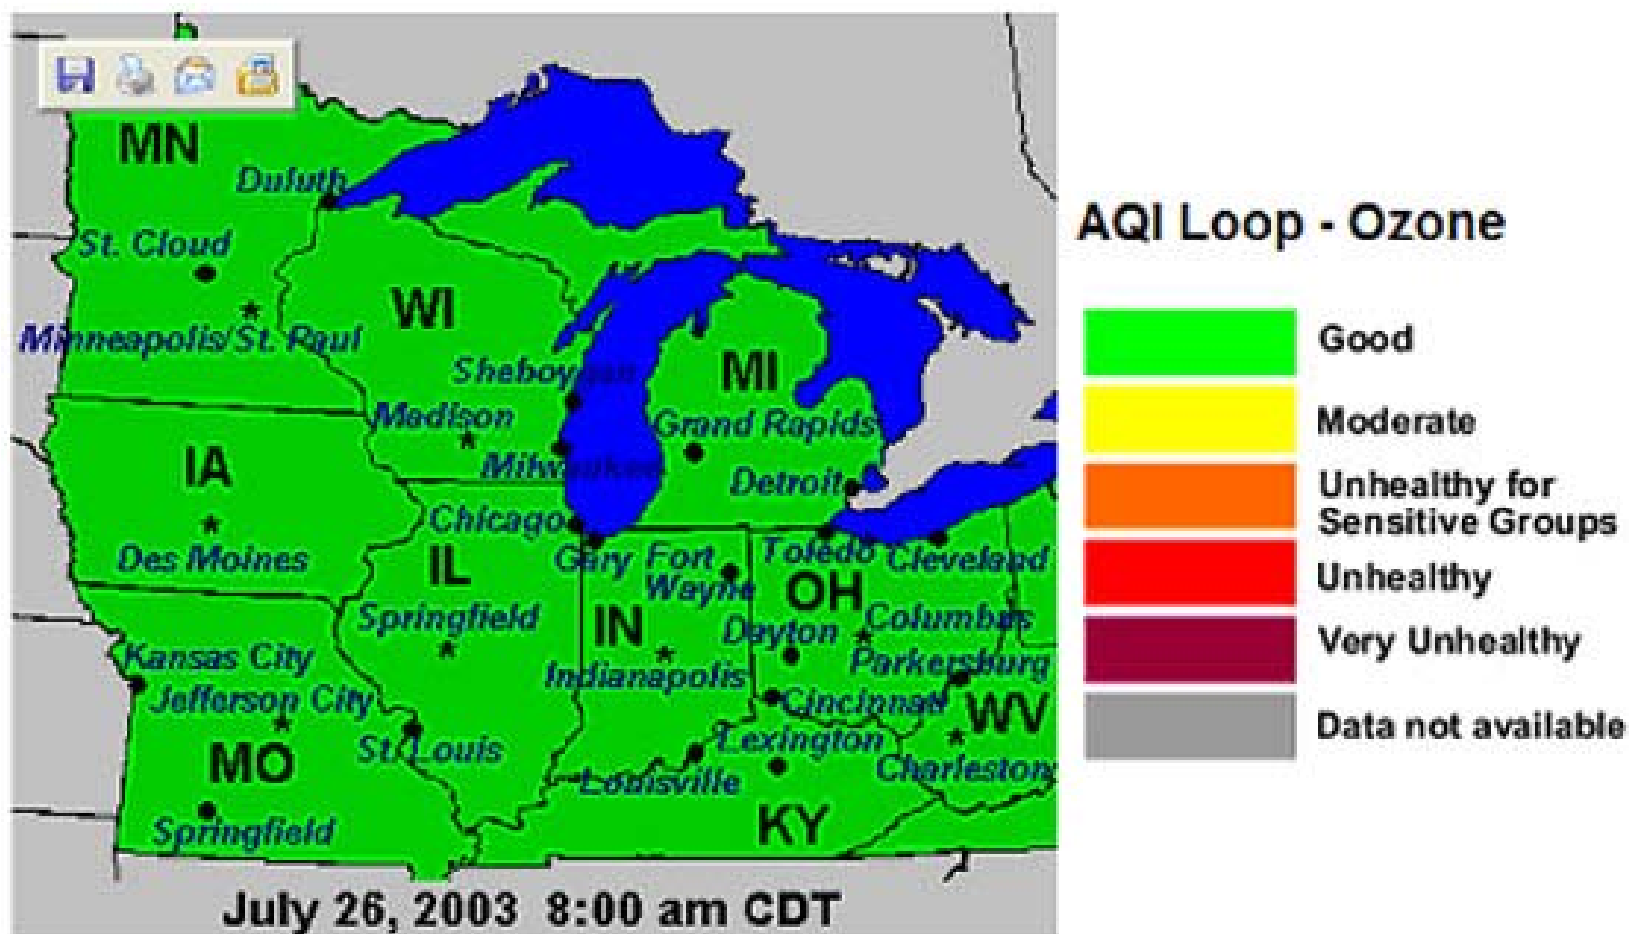 MN
Duluth
St. Cloud
Minneapolis/St. Paul
WI
Sheboygan
Madison
Milwaukee
MI
Grand Rapids
Detroit
IA
Des Moines
Chicago
Gary
IL
Springfield
Fort
Wayne
IN
Indianapolis
Toledo
Cleveland
OH
Columbus
Dayton
Parkersburg
Cincinnati
WV
Charleston
Kansas City
Jefferson City
St. Louis
MO
Springfield
Lexington
Louisville
KY
July 26, 2003 8:00 am CDT
AQI Loop - Ozone
Good
Moderate
Unhealthy for
Sensitive Groups
Unhealthy
Very Unhealthy
Data not available